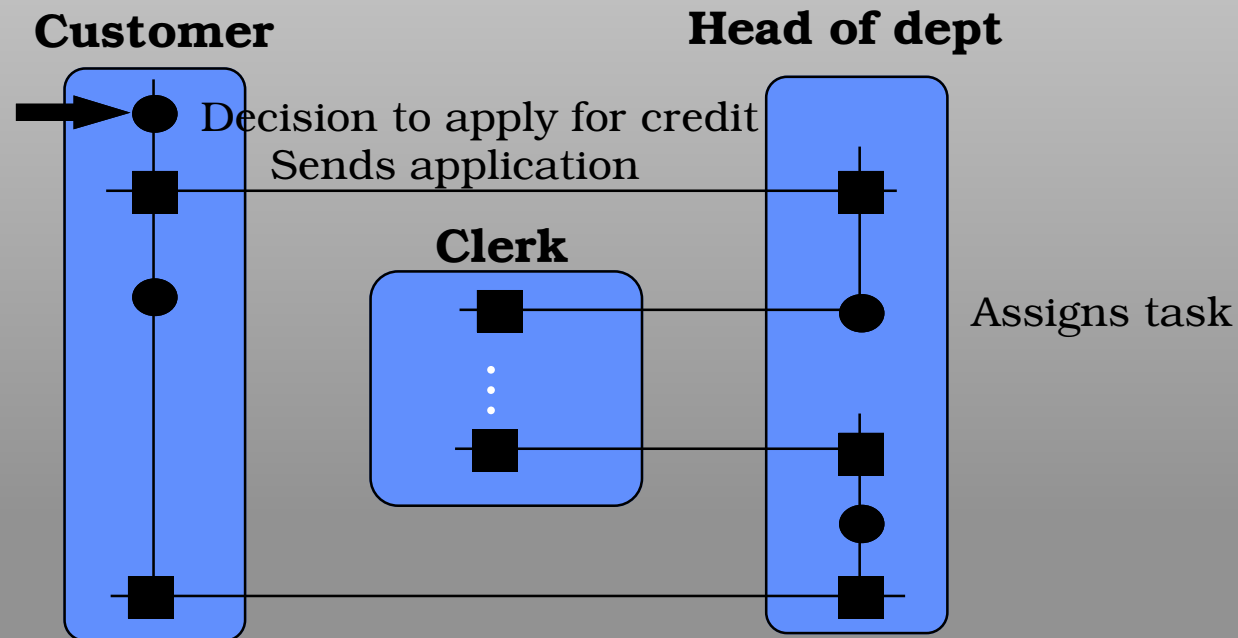 Customer
Head of dept
Decision to apply for credit
Sends application
Clerk
Assigns task